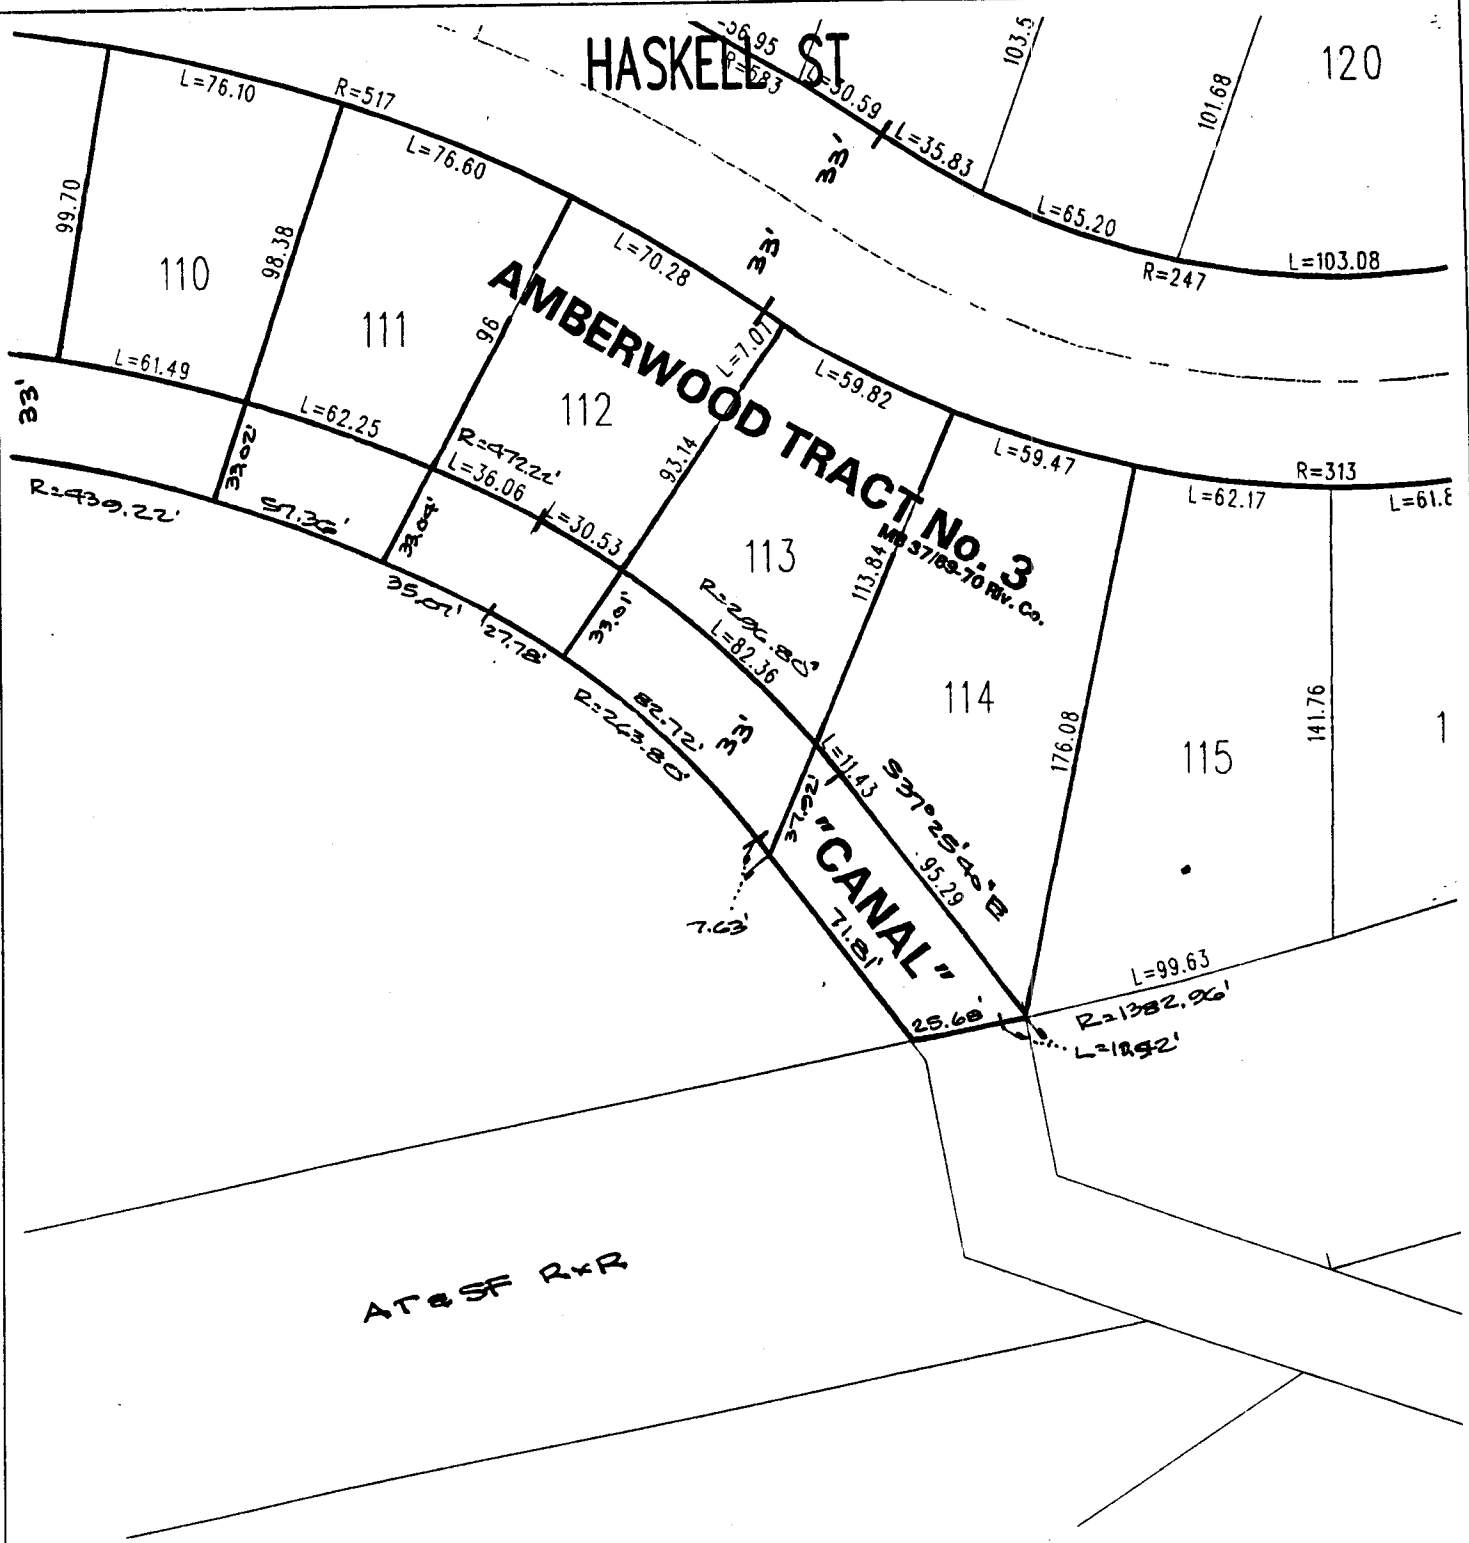 HASKELL ST
R=583
L=30.59
L=35.83
103.5
101.68
120
L=76.10
R=517
L=76.60
33'
L=65.20
R=247
L=103.08
99.70
98.38
110
111
96
L=70.28
33'
AMBERWOOD TRACT No. 3
MB 37/69-70 Riv. Co.
L=7.07
L=59.82
L=59.47
R=313
L=62.17
33'
L=61.49
L=62.25
112
R=472.22'
L=36.06
L=30.53
93.14
113
113.84
R=439.22'
33.02'
57.36'
33.04'
35.07'
27.78'
33.01'
R=296.80'
L=82.36
114
176.08
115
141.76
1
82.72'
R=263.80'
33'
L=11.43
S37°25'40"E
95.29
37.92'
"CANAL"
71.81'
7.63'
25.68'
L=99.63
R=1382.96'
AT&SF RxR